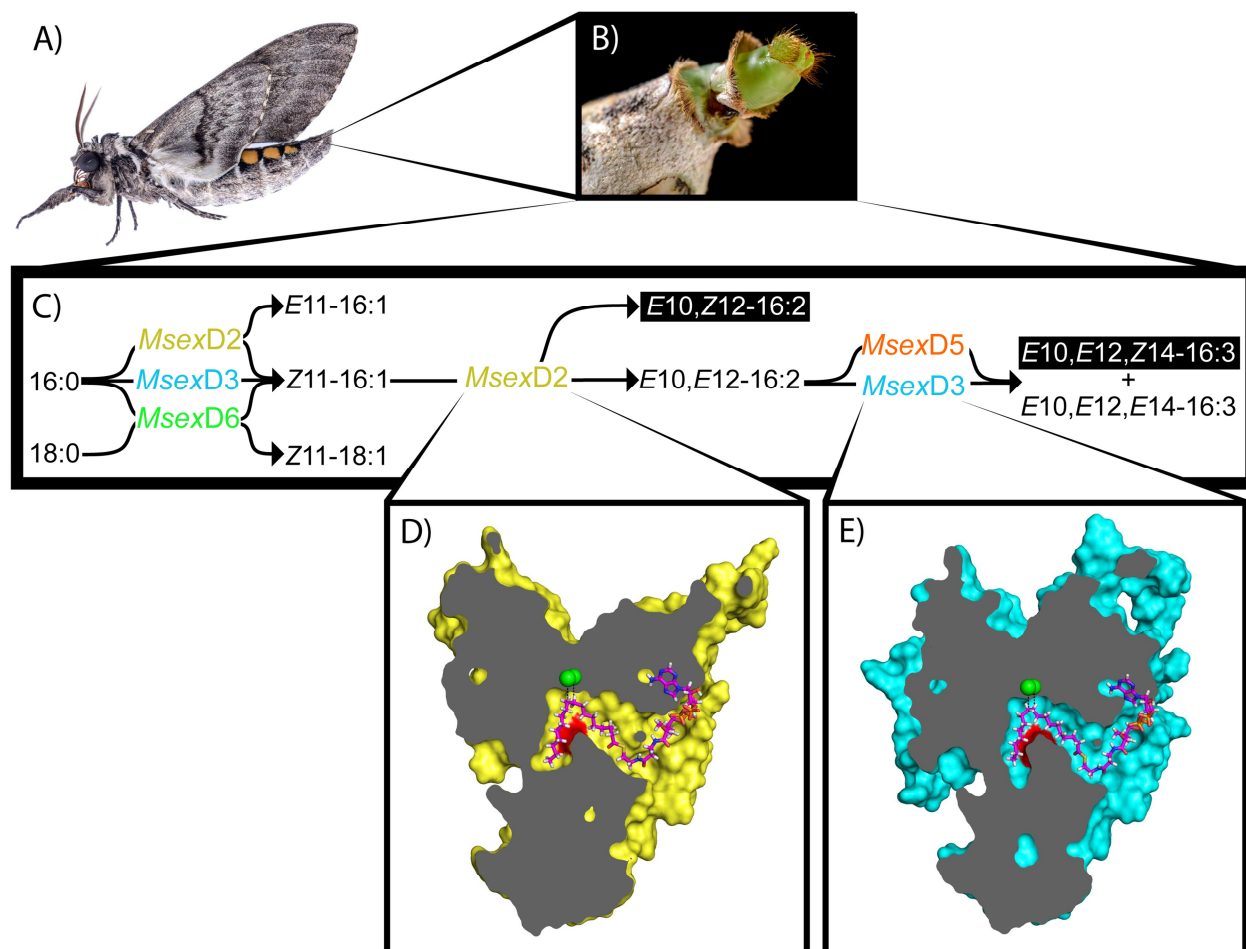 A)
B)
C)
E11-16:1
E10,Z12-16:2
MsexD2
MsexD5
E10,E12,Z14-16:3
16:0
MsexD3
Z11-16:1
MsexD2
E10,E12-16:2
MsexD3
+
MsexD6
E10,E12,E14-16:3
18:0
Z11-18:1
D)
E)